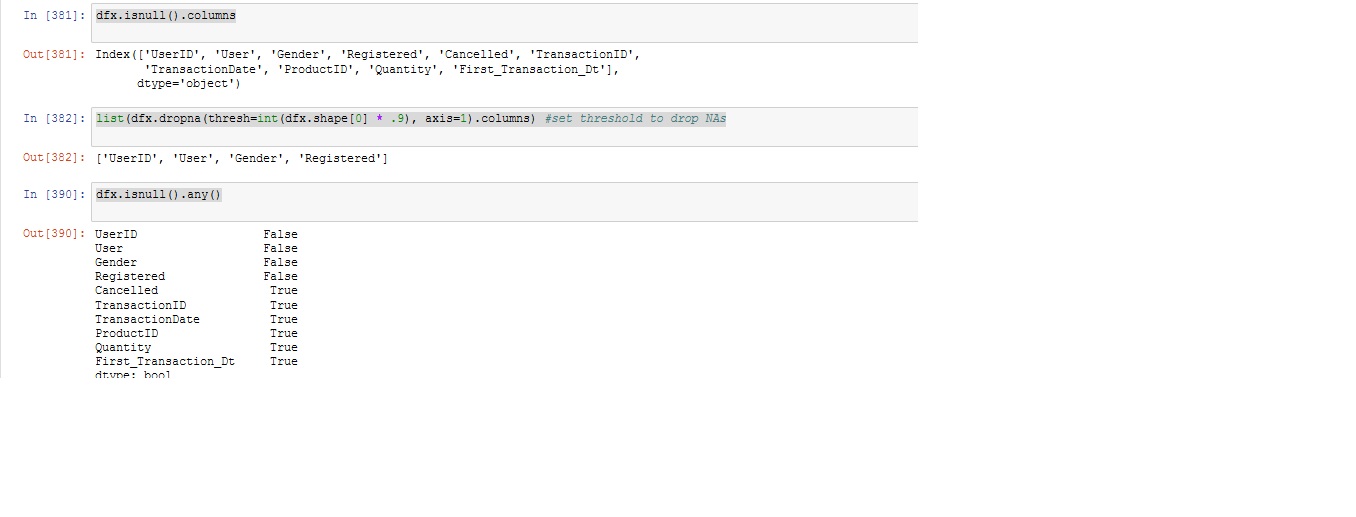 In [381]: dfx.isnull().columns
Out[381]: Index(['UserID', 'User', 'Gender', 'Registered', 'Cancelled', 'TransactionID',
'TransactionDate', 'ProductID', 'Quantity', 'First_Transaction_Dt'],
dtype='object')
In [382]: list(dfx.dropna(thresh=int(dfx.shape[0] * .9), axis=1).columns) #set threshold to drop NAs
Out[382]: ['UserID', 'User', 'Gender', 'Registered']
In [390]: dfx.isnull().any()
Out[390]: UserID False
User False
Gender False
Registered False
Cancelled True
TransactionID True
TransactionDate True
ProductID True
Quantity True
First_Transaction_Dt True
dtype: bool